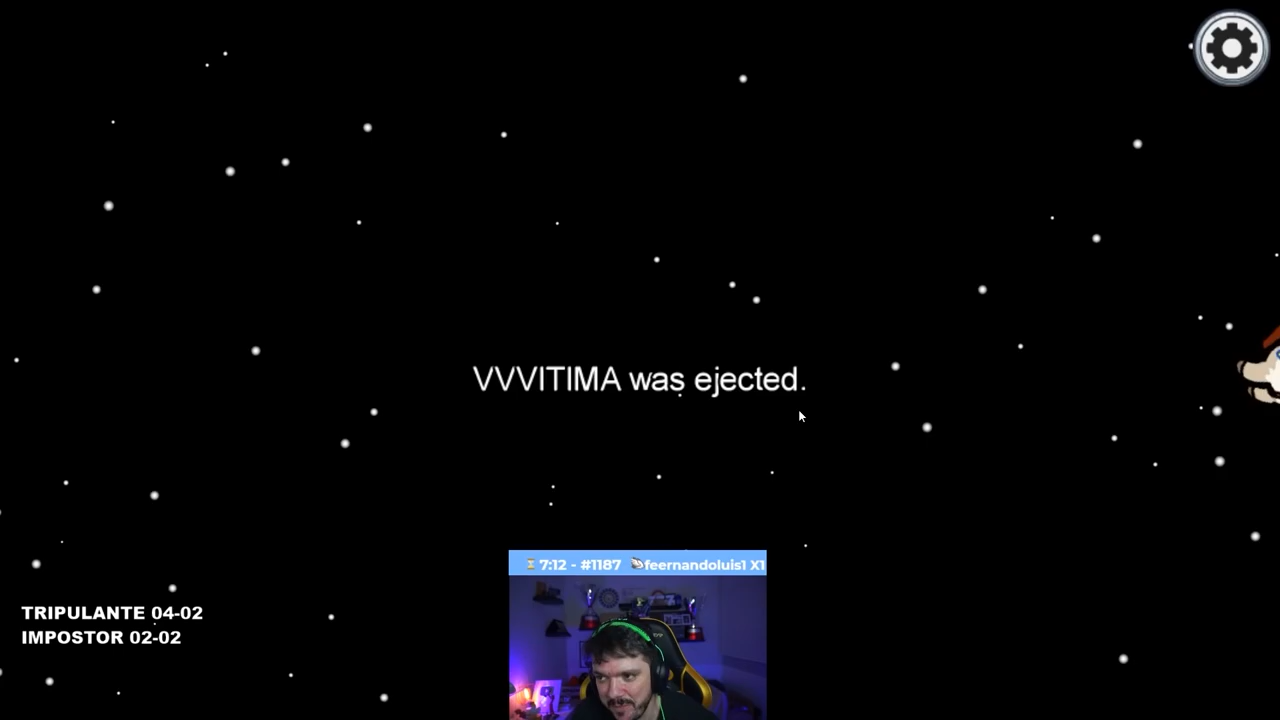 VVVITIMA was ejected.
7:12 - #1187 feernandoluis1 X1
TRIPULANTE 04-02
IMPOSTOR 02-02